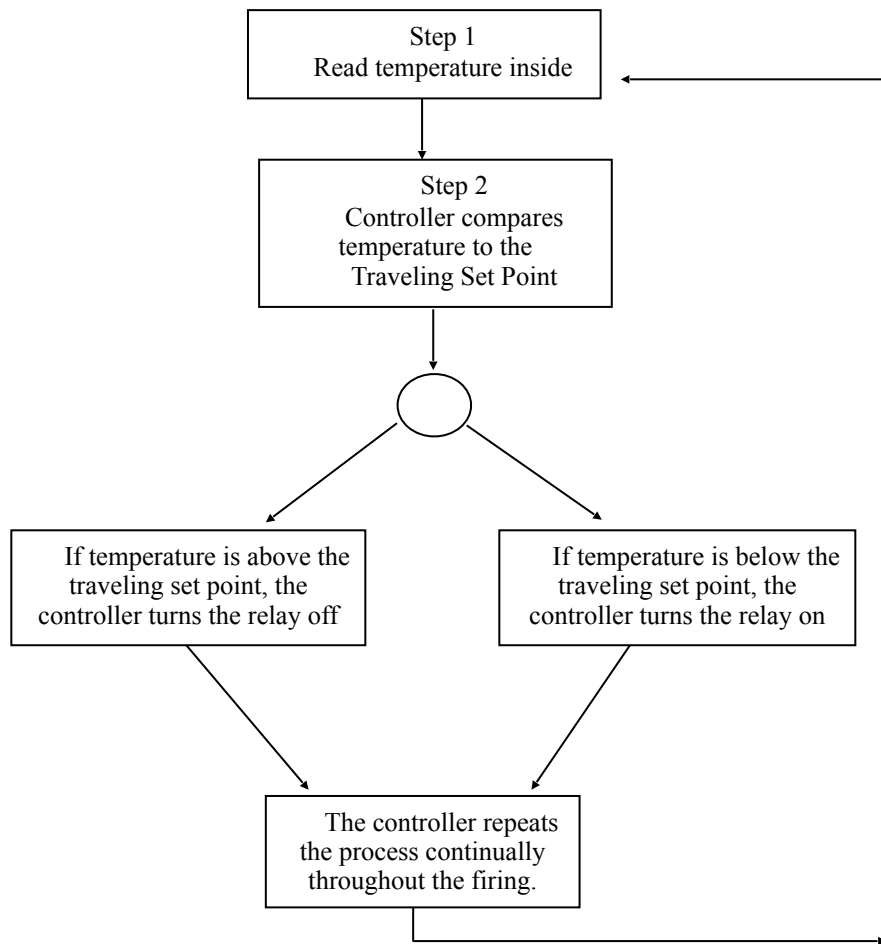 Step 1
Read temperature inside
Step 2
Controller compares
temperature to the
Traveling Set Point
If temperature is above the
traveling set point, the
controller turns the relay off
If temperature is below the
traveling set point, the
controller turns the relay on
The controller repeats
the process continually
throughout the firing.